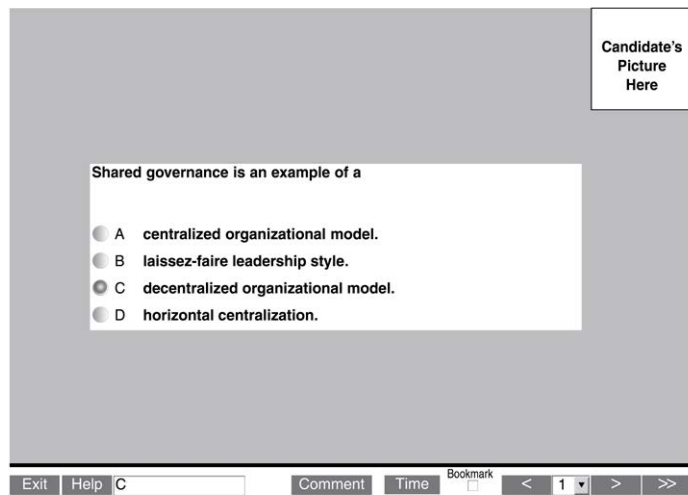 Candidate's
Picture
Here
Shared governance is an example of a
A centralized organizational model.
B laissez-faire leadership style.
C decentralized organizational model.
D horizontal centralization.
Exit Help C Comment Time Bookmark < 1 > >>